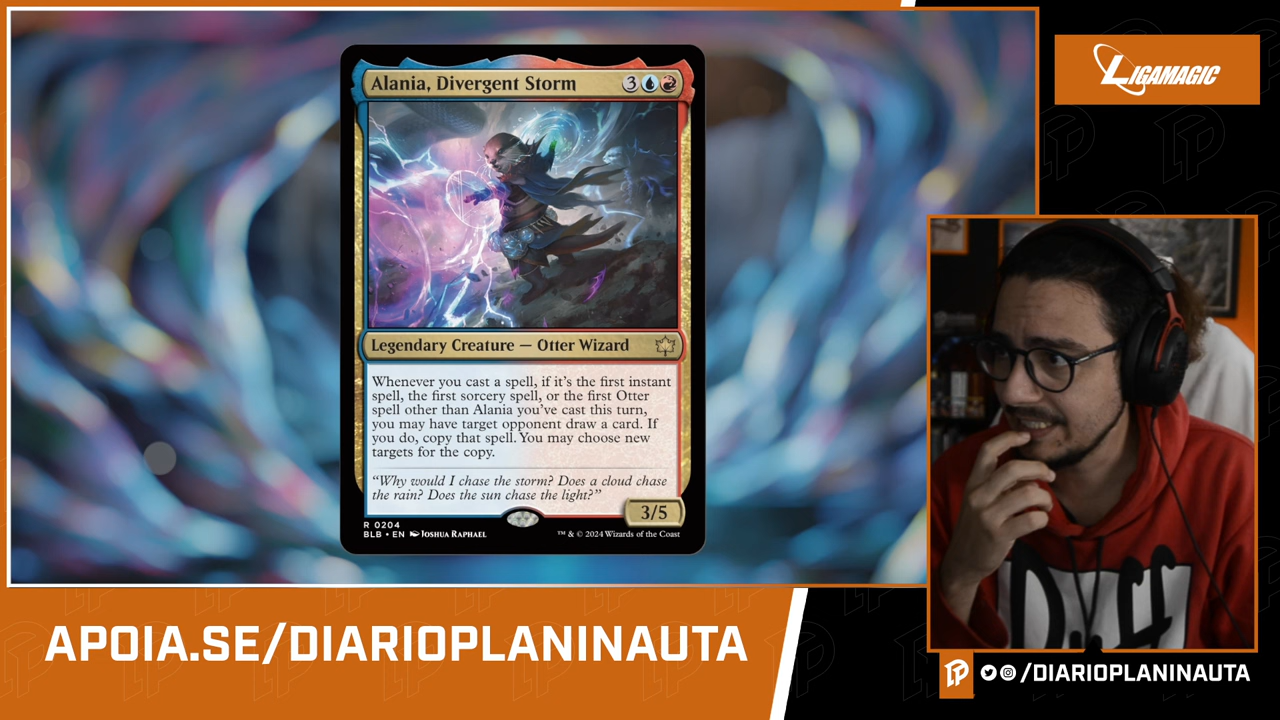 Alania, Divergent Storm
3
Legendary Creature — Otter Wizard
Whenever you cast a spell, if it's the first instant
spell, the first sorcery spell, or the first Otter
spell other than Alania you've cast this turn,
you may have target opponent draw a card. If
you do, copy that spell. You may choose new
targets for the copy.
“Why would I chase the storm? Does a cloud chase
the rain? Does the sun chase the light?”
3/5
R 0204
BLB • EN JOSHUA RAPHAEL
™ & © 2024 Wizards of the Coast
LIGAMAGIC
APOIA.SE/DIARIOPLANINAUTA
/DIARIOPLANINAUTA